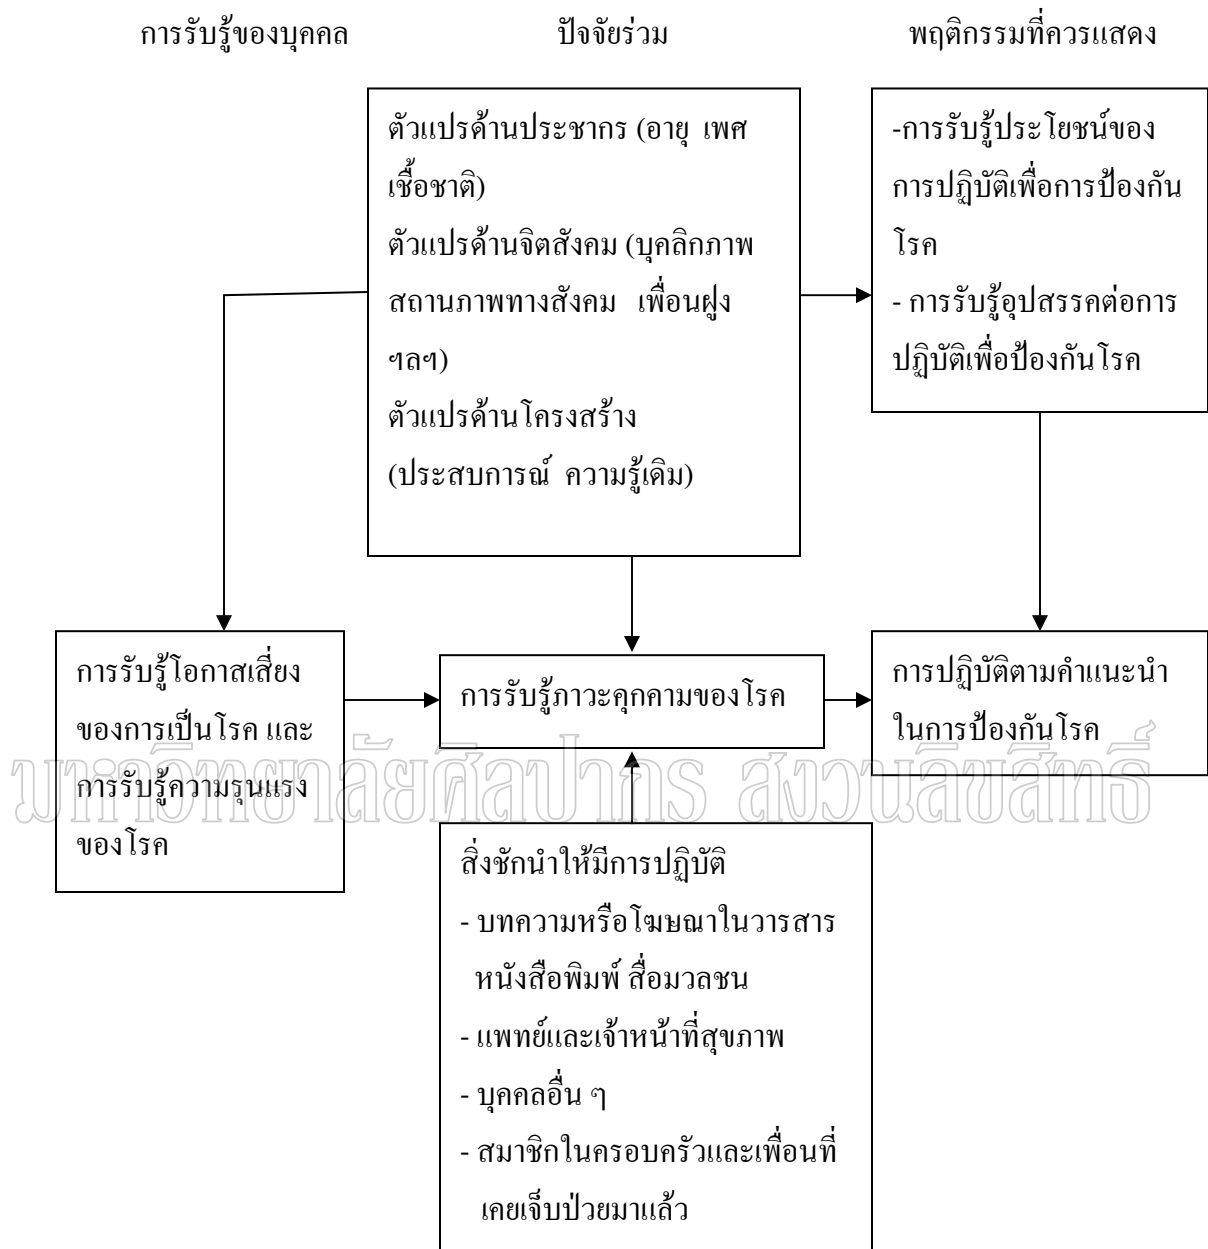 การรับรู้ของบุคคล ปัจจัยร่วม พฤติกรรมที่ควรแสดง
ตัวแปรด้านประชากร (อายุ เพศ
เชื้อชาติ)
ตัวแปรด้านจิตสังคม (บุคลิกภาพ
สถานภาพทางสังคม เพื่อนฝูง
ฯลฯ)
ตัวแปรด้านโครงสร้าง
(ประสบการณ์ ความรู้เดิม)
-การรับรู้ประโยชน์ของ
การปฏิบัติเพื่อการป้องกัน
โรค
- การรับรู้อุปสรรคต่อการ
ปฏิบัติเพื่อป้องกันโรค
การรับรู้โอกาสเสี่ยง
ของการเป็นโรค และ
การรับรู้ความรุนแรง
ของโรค
การรับรู้ภาวะคุกคามของโรค
การปฏิบัติตามคำแนะนำ
ในการป้องกันโรค
มหาวิทยาลัยศิลปากร สงวนลิขสิทธิ์
สิ่งชักนำให้มีการปฏิบัติ
- บทความหรือโฆษณาในวารสาร
หนังสือพิมพ์ สื่อมวลชน
- แพทย์และเจ้าหน้าที่สุขภาพ
- บุคคลอื่น ๆ
- สมาชิกในครอบครัวและเพื่อนที่
เคยเจ็บป่วยมาแล้ว